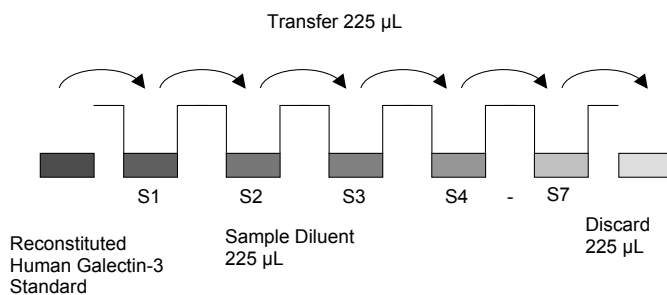 Transfer 225 µL
S1 S2 S3 S4 - S7
Reconstituted
Human Galectin-3
Standard
Sample Diluent
225 µL
Discard
225 µL